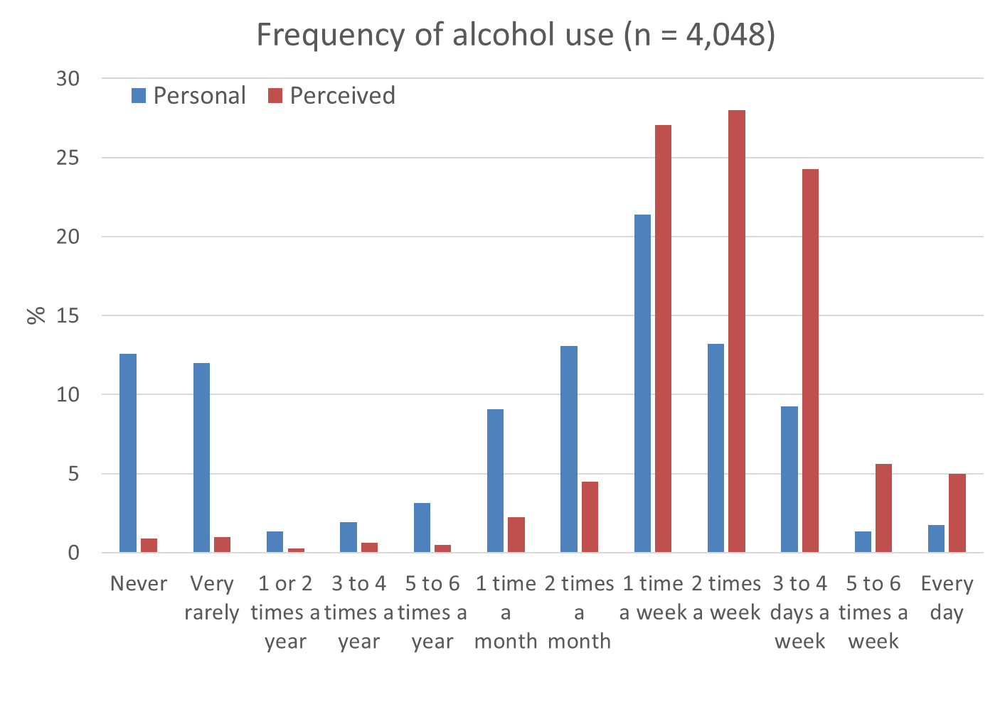 Frequency of alcohol use (n = 4,048)
Personal Perceived
30
25
20
15
10
5
0
%
Never
Very
rarely
1 or 2
times a
year
3 to 4
times a
year
5 to 6
times a
year
1 time
a
month
2 times
a
month
1 time
a week
2 times
a week
3 to 4
days a
week
5 to 6
times a
week
Every
day